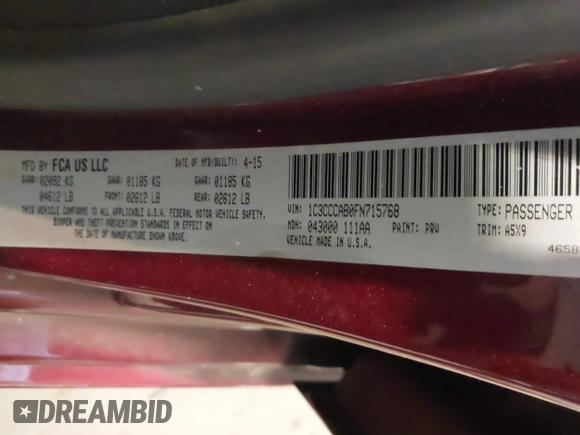 MFD BY FCA US LLC DATE OF MFR(BUILT): 4-15
GVWR: 02092 KG GAWR: 01185 KG GAWR: 01185 KG
04612 LB FRONT: 02612 LB REAR: 02612 LB
THIS VEHICLE CONFORMS TO ALL APPLICABLE U.S.A. FEDERAL MOTOR VEHICLE SAFETY,
BUMPER AND THEFT PREVENTION STANDARDS IN EFFECT ON
THE DATE OF MANUFACTURE SHOWN ABOVE.
VIN: 1C3CCCAB0FN715768 TYPE: PASSENGER
MDH: 043000 111AA PAINT: PRV TRIM: A5X9
VEHICLE MADE IN U.S.A.
4658
DREAMBID